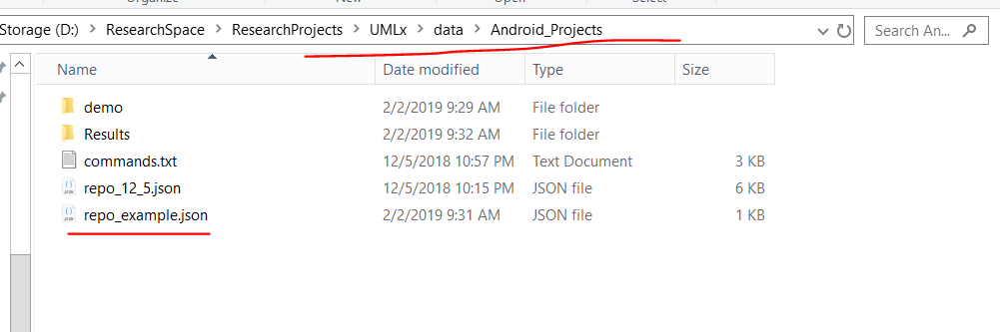 Storage (D:) > ResearchSpace > ResearchProjects > UMLx > data > Android_Projects
Search An...
Name Date modified Type Size
demo 2/2/2019 9:29 AM File folder
Results 2/2/2019 9:32 AM File folder
commands.txt 12/5/2018 10:57 PM Text Document 3 KB
repo_12_5.json 12/5/2018 10:15 PM JSON file 6 KB
repo_example.json 2/2/2019 9:31 AM JSON file 1 KB